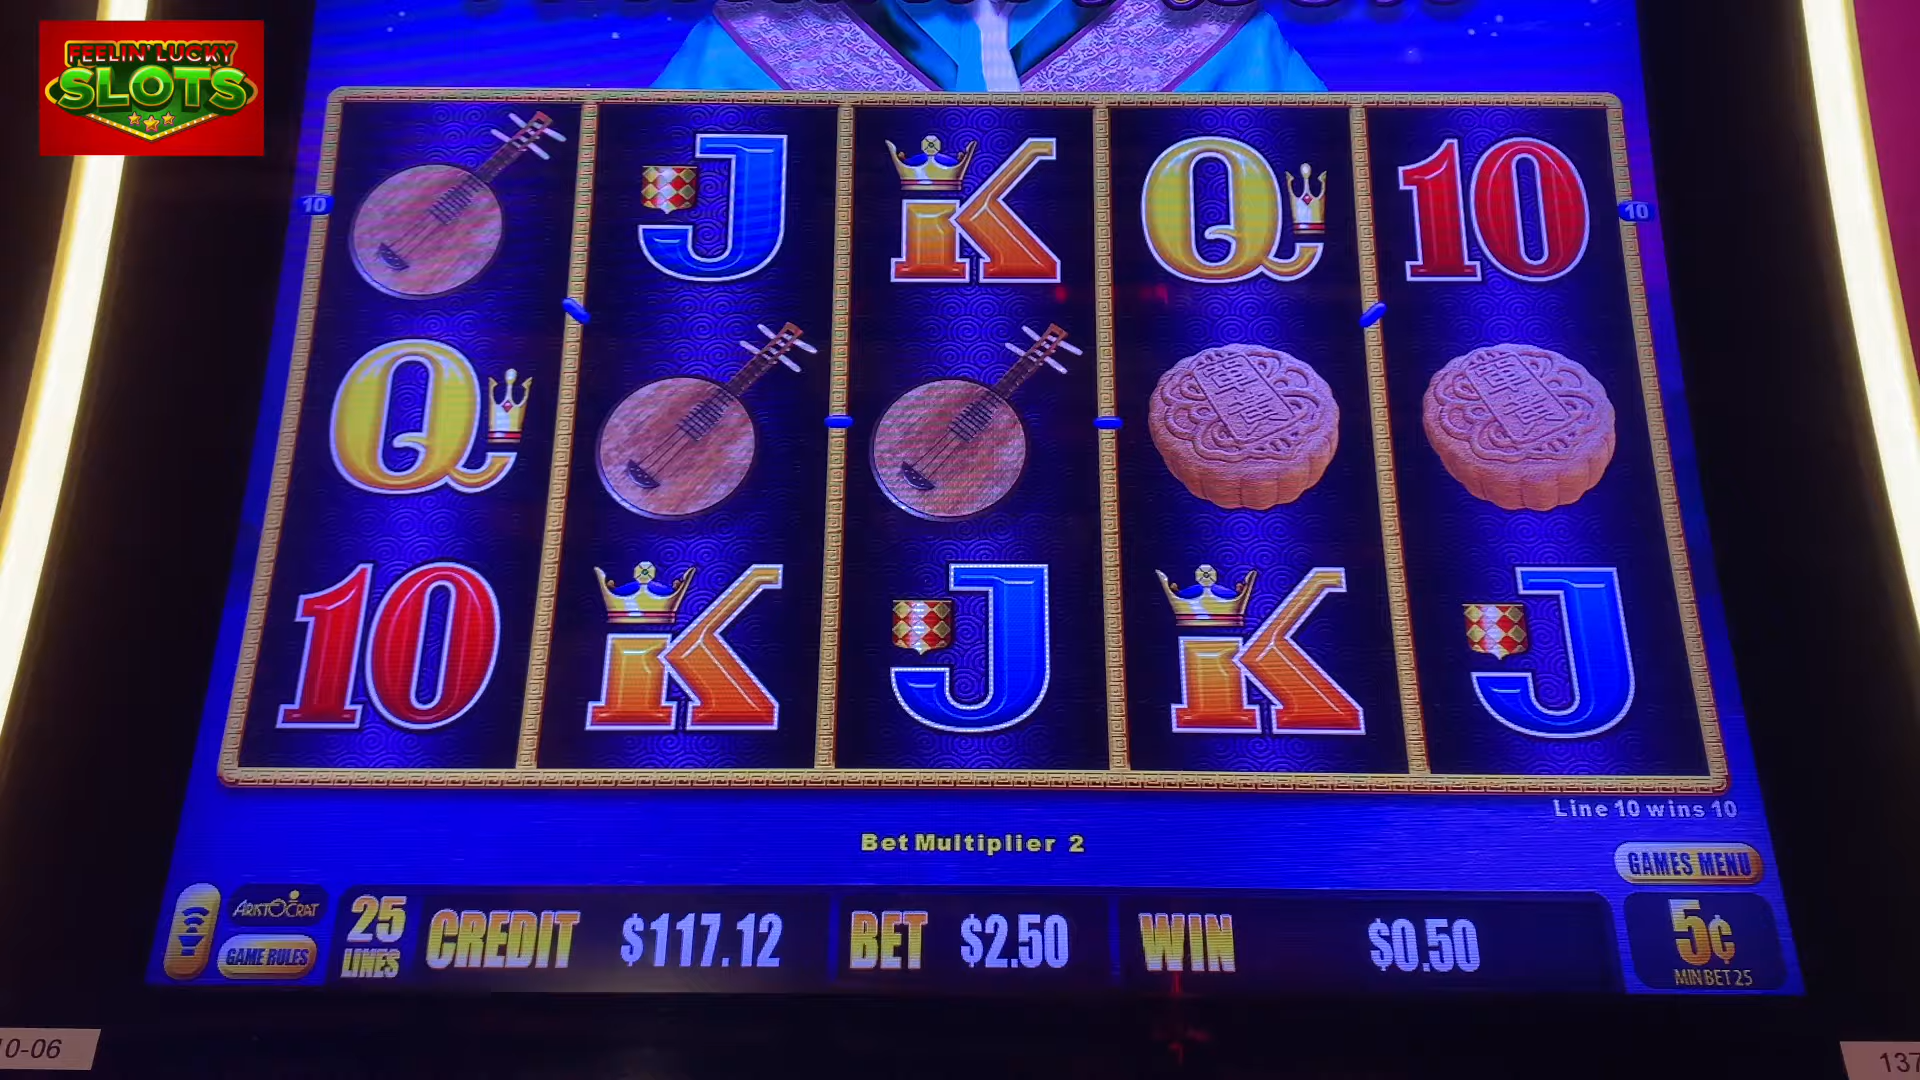 FEELIN' LUCKY
SLOTS
J K Q 10
10 10
Q
10 K J K J
Line 10 wins 10
Bet Multiplier 2
GAMES MENU
ARISTOCRAT
GAME RULES
25
LINES
CREDIT $117.12
BET $2.50
WIN $0.50
5¢
MIN BET 25
0-06
137